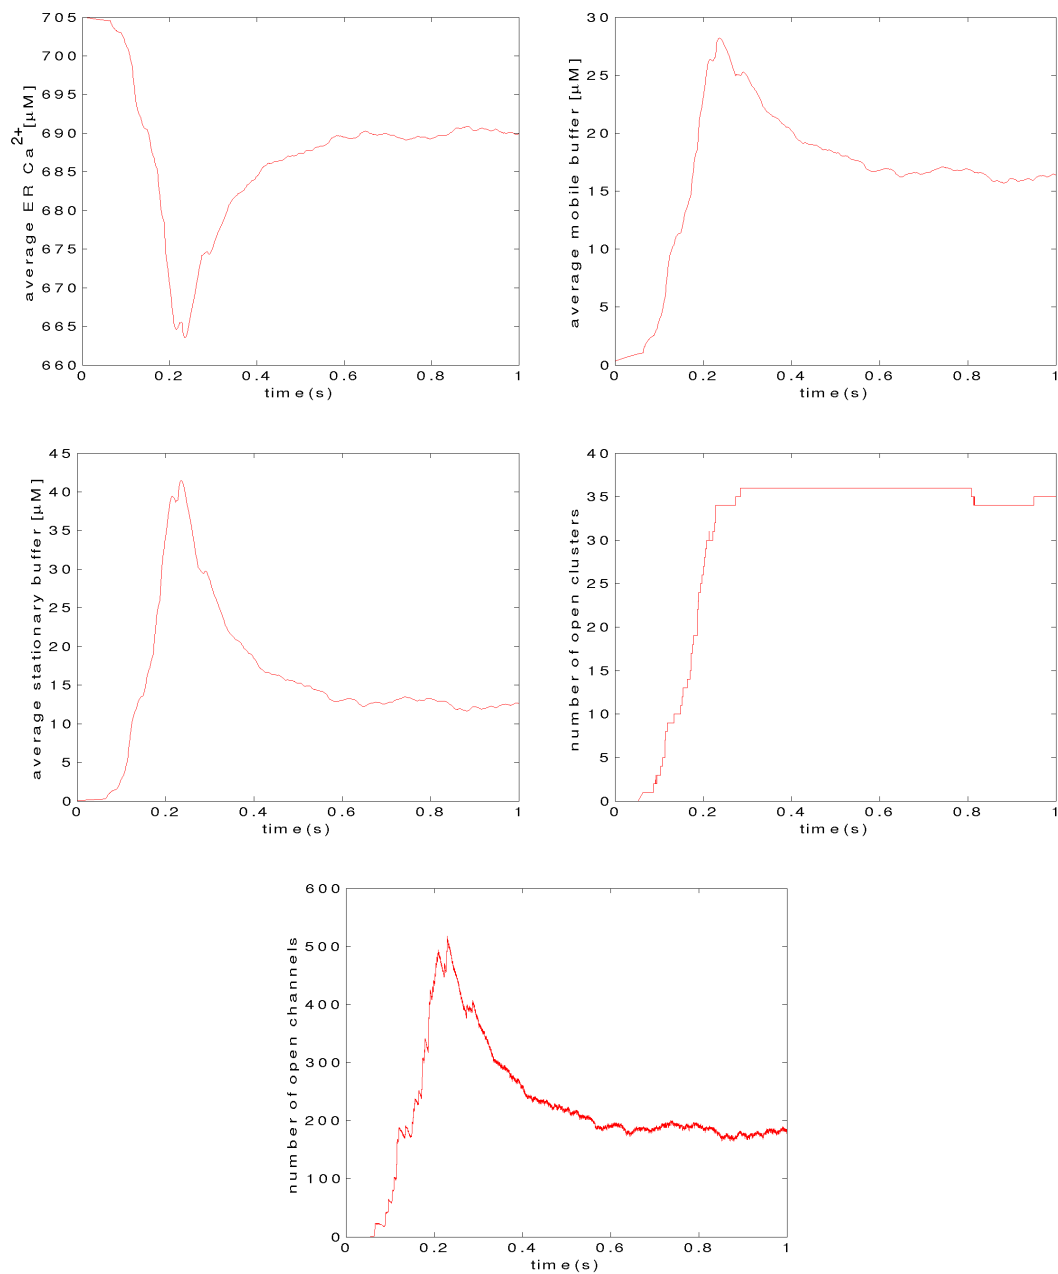 705
700
695
690
685
680
675
670
665
660
average ER Ca2+[µM]
0 0.2 0.4 0.6 0.8 1
time(s)
30
25
20
15
10
5
0
average mobile buffer [µM]
0 0.2 0.4 0.6 0.8 1
time(s)
45
40
35
30
25
20
15
10
5
0
average stationary buffer [µM]
0 0.2 0.4 0.6 0.8 1
time(s)
40
35
30
25
20
15
10
5
0
number of open clusters
0 0.2 0.4 0.6 0.8 1
time(s)
600
500
400
300
200
100
0
number of open channels
0 0.2 0.4 0.6 0.8 1
time(s)